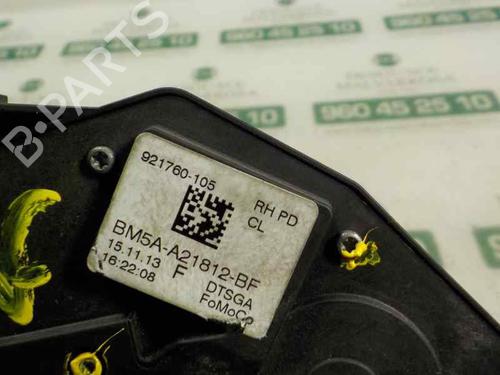 B-PARTS
960 45 25 10
960 45 25 10
960 45 25 10
921760-105
RH PD
CL
BM5A-A21812-BF
15.11.13
F
DTSGA
16:22:08
FoMoCo